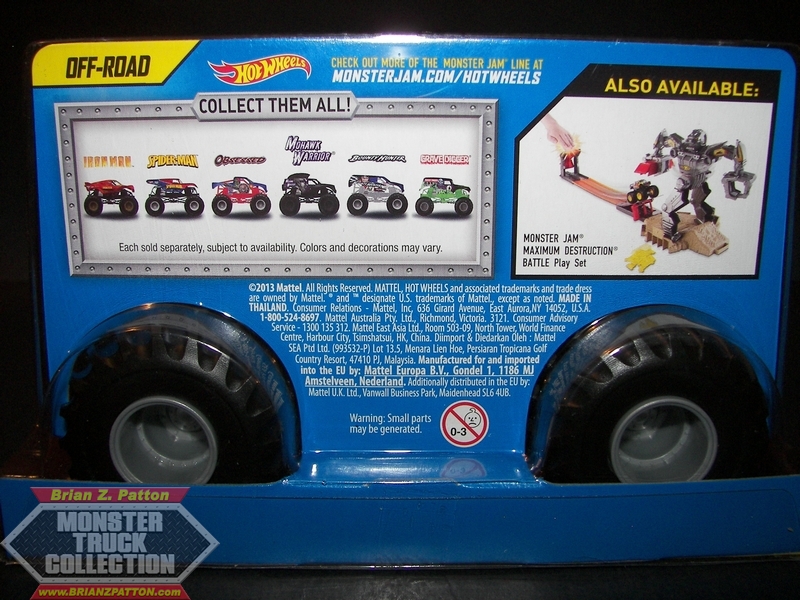 OFF-ROAD
HOT WHEELS
CHECK OUT MORE OF THE MONSTER JAM® LINE AT
MONSTERJAM.COM/HOTWHEELS
COLLECT THEM ALL!
IRON MAN
SPIDER-MAN
OBSESSED
MOHAWK
WARRIOR
BOUNTY HUNTER
GRAVE DIGGER
Each sold separately, subject to availability. Colors and decorations may vary.
ALSO AVAILABLE:
MONSTER JAM®
MAXIMUM DESTRUCTION®
BATTLE Play Set
©2013 Mattel. All Rights Reserved. MATTEL, HOT WHEELS and associated trademarks and trade dress
are owned by Mattel. ® and ™ designate U.S. trademarks of Mattel, except as noted. MADE IN
THAILAND. Consumer Relations - Mattel, Inc, 636 Girard Avenue, East Aurora,NY 14052, U.S.A.
1-800-524-8697. Mattel Australia Pty. Ltd., Richmond, Victoria. 3121. Consumer Advisory
Service - 1300 135 312. Mattel East Asia Ltd., Room 503-09, North Tower, World Finance
Centre, Harbour City, Tsimshatsui, HK, China. Diimport & Diedarkan Oleh : Mattel
SEA Ptd Ltd. (993532-P) Lot 13.5, Menara Lien Hoe, Persiaran Tropicana Golf
Country Resort, 47410 PJ, Malaysia. Manufactured for and imported
into the EU by: Mattel Europa B.V., Gondel 1, 1186 MJ
Amstelveen, Nederland. Additionally distributed in the EU by:
Mattel U.K. Ltd., Vanwall Business Park, Maidenhead SL6 4UB.
Warning: Small parts
may be generated.
0-3
Brian Z. Patton
MONSTER
TRUCK
COLLECTION
www.BRIANZPATTON.com